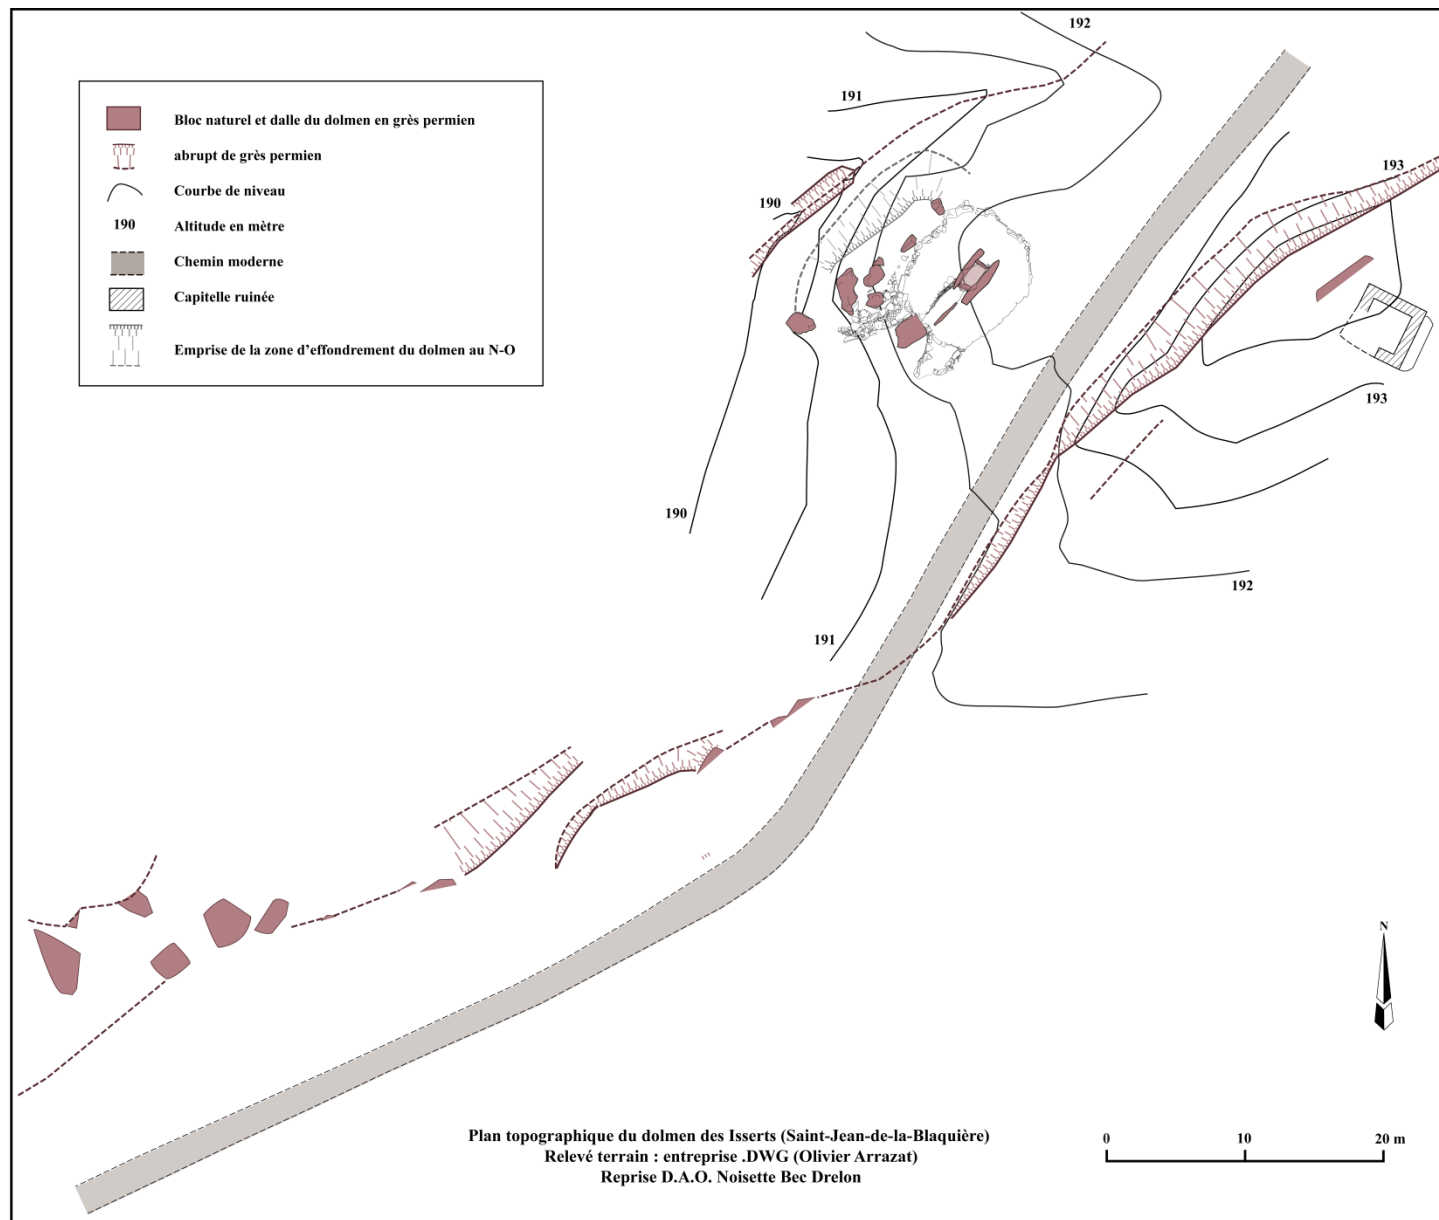 192
191
193
190
Bloc naturel et dalle du dolmen en grès permien
abrupt de grès permien
Courbe de niveau
190 Altitude en mètre
Chemin moderne
Capitelle ruinée
Emprise de la zone d'effondrement du dolmen au N-O
193
190
192
191
N
Plan topographique du dolmen des Isserts (Saint-Jean-de-la-Blaquière)
Relevé terrain : entreprise .DWG (Olivier Arrazat)
Reprise D.A.O. Noisette Bec Drelon
0 10 20 m